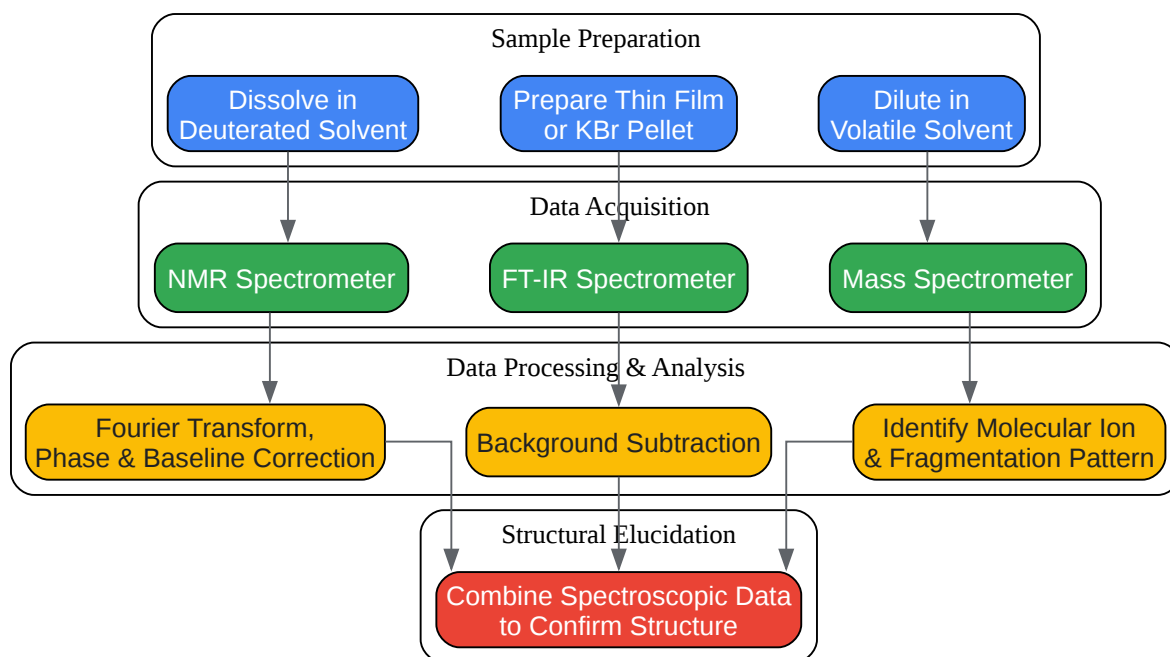 Sample Preparation
Dissolve in
Deuterated Solvent
Prepare Thin Film
or KBr Pellet
Dilute in
Volatile Solvent
Data Acquisition
NMR Spectrometer
FT-IR Spectrometer
Mass Spectrometer
Data Processing & Analysis
Fourier Transform,
Phase & Baseline Correction
Background Subtraction
Identify Molecular Ion
& Fragmentation Pattern
Structural Elucidation
Combine Spectroscopic Data
to Confirm Structure